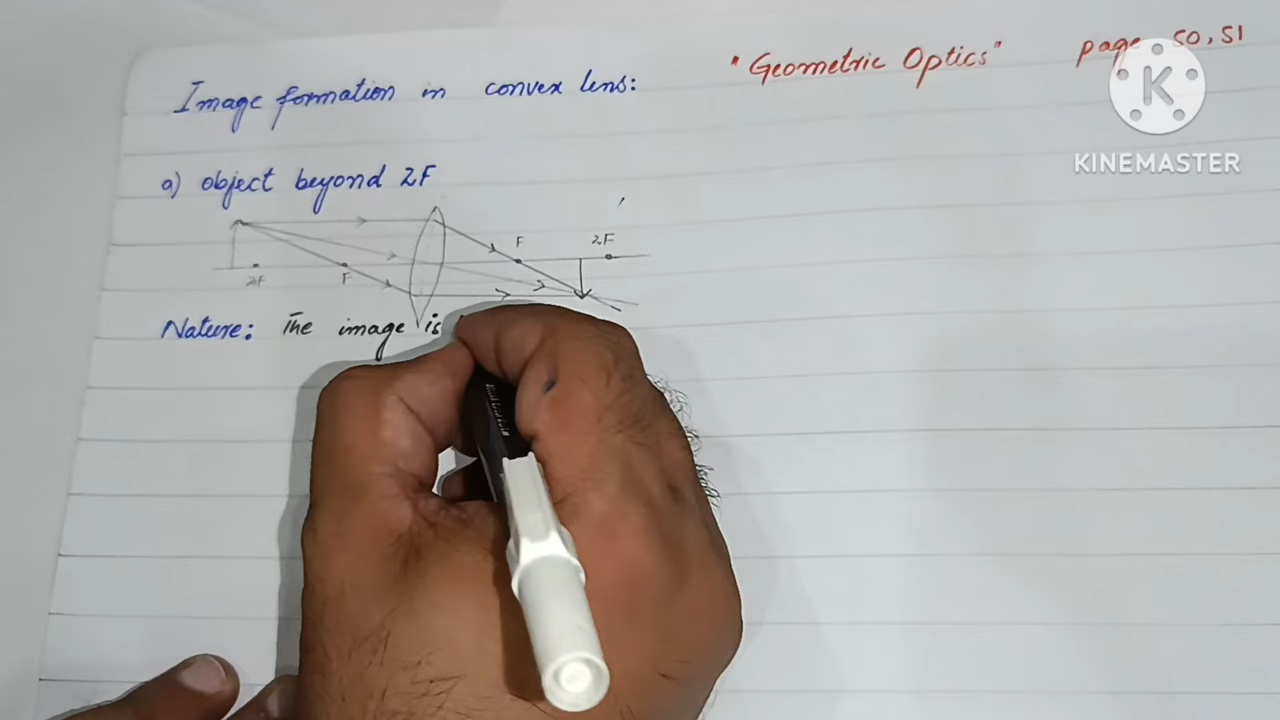 "Geometric Optics" page 50, 51
Image formation in convex lens:
K
KINEMASTER
a) object beyond 2F
F
2F
2F
F
Nature: The image is